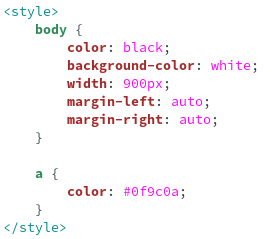 <style>
    body {
        color: black;
        background-color: white;
        width: 900px;
        margin-left: auto;
        margin-right: auto;
    }

    a {
        color: #0f9c0a;
    }
</style>